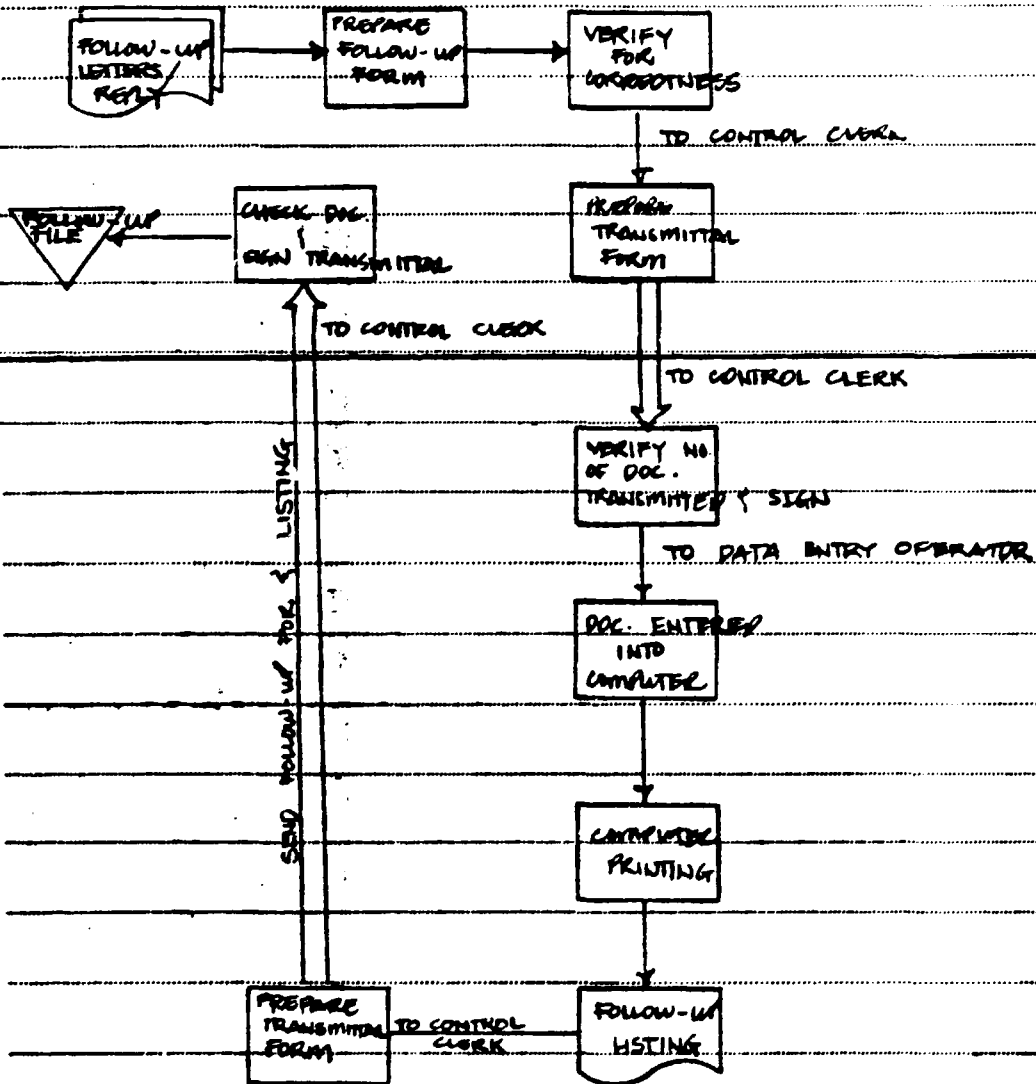 FOLLOW-UP
LETTERS
REPLY
PREPARE
FOLLOW-UP
FORM
VERIFY
FOR
CORRECTNESS
TO CONTROL CLERK
FOLLOW-UP
FILE
CHECK DOC.
&
SIGN TRANSMITTAL
PREPARE
TRANSMITTAL
FORM
TO CONTROL CLERK
TO CONTROL CLERK
VERIFY NO.
OF DOC.
TRANSMITTED & SIGN
TO DATA ENTRY OPERATOR
SEND FOLLOW-UP FOR. & LISTING
DOC. ENTERED
INTO
COMPUTER
COMPUTER
PRINTING
PREPARE
TRANSMITTAL
FORM
TO CONTROL
CLERK
FOLLOW-UP
LISTING